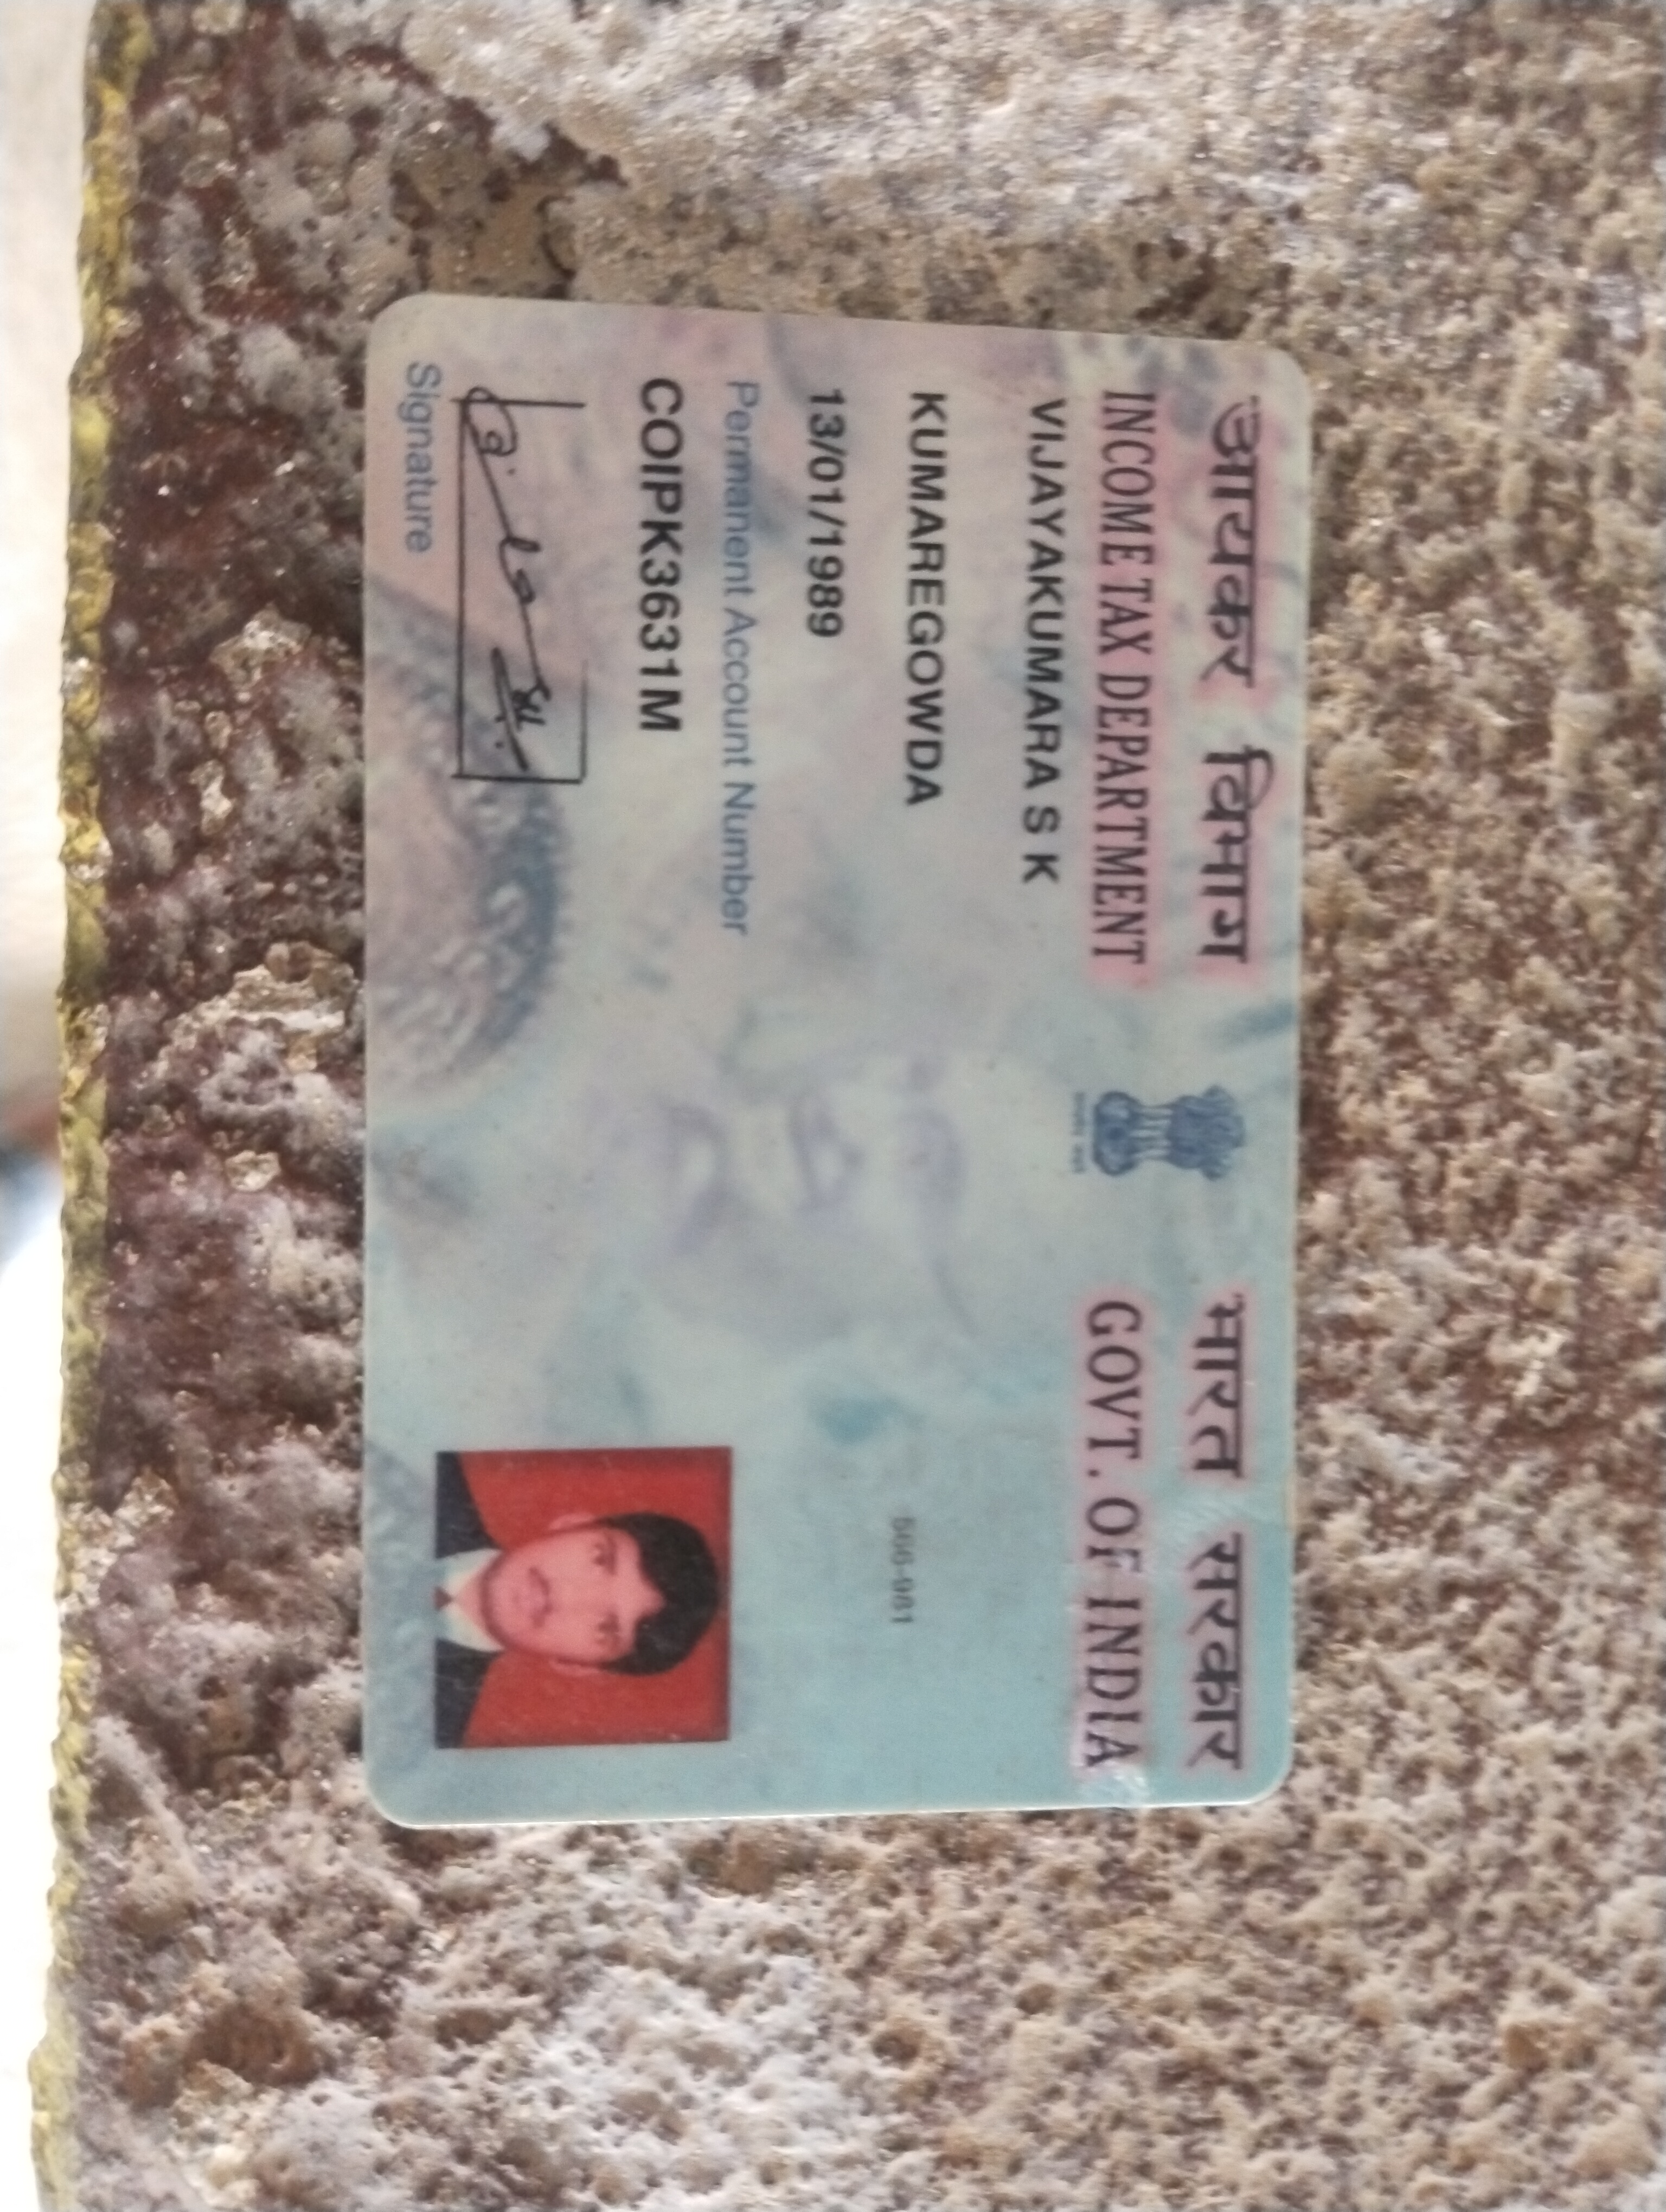 आयकर विभाग
INCOME TAX DEPARTMENT
भारत सरकार
GOVT. OF INDIA
VIJAYAKUMARA S K
KUMAREGOWDA
13/01/1989
Permanent Account Number
COIPK3631M
Signature